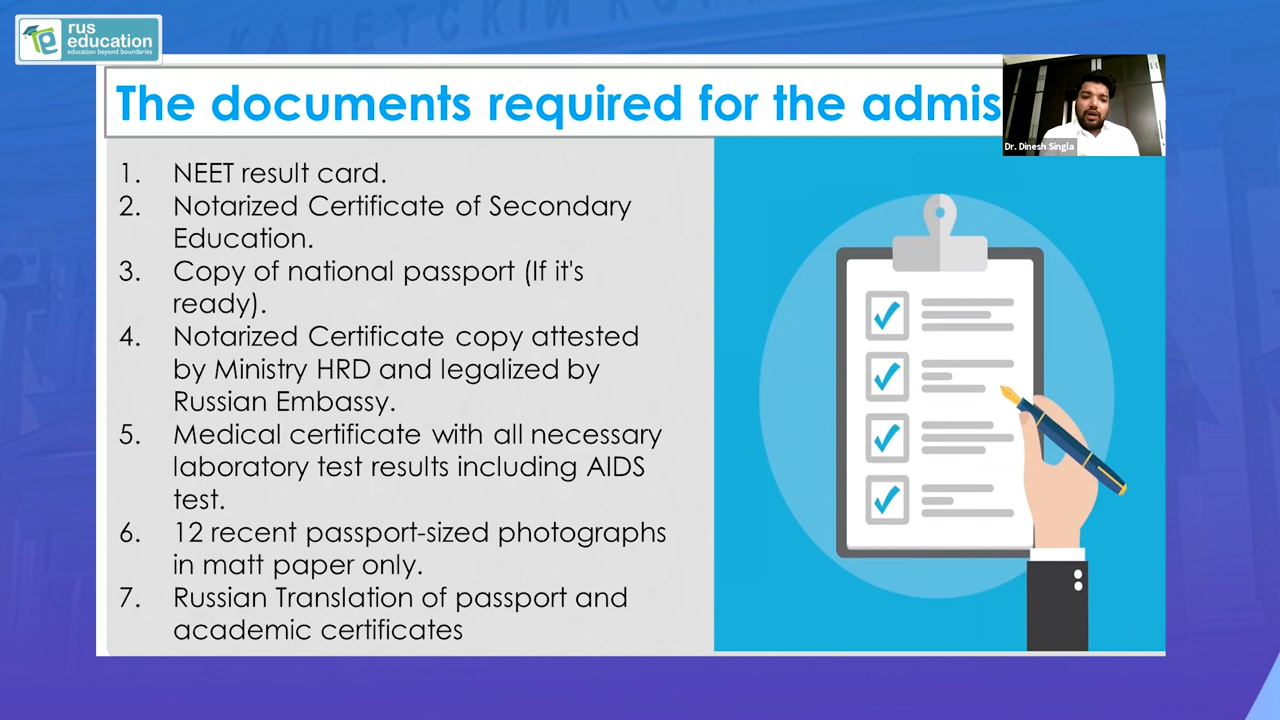 КАДЕТСКИЙ КОР
rus
education
education beyond boundaries
The documents required for the admis
Dr. Dinesh Singla
1. NEET result card.
2. Notarized Certificate of Secondary
Education.
3. Copy of national passport (If it's
ready).
4. Notarized Certificate copy attested
by Ministry HRD and legalized by
Russian Embassy.
5. Medical certificate with all necessary
laboratory test results including AIDS
test.
6. 12 recent passport-sized photographs
in matt paper only.
7. Russian Translation of passport and
academic certificates